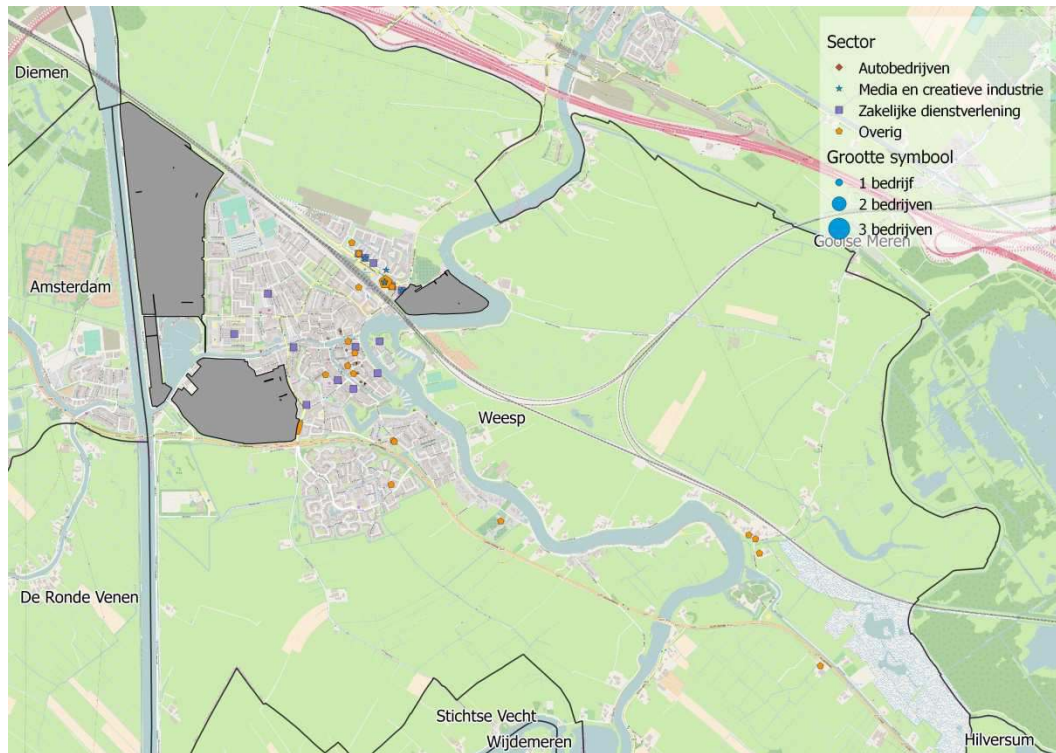 Sector
Diemen
Autobedrijven
Media en creatieve industrie
Zakelijke dienstverlening
Overig
Grootte symbool
1 bedrijf
2 bedrijven
3 bedrijven
Gooise Meren
Amsterdam
Weesp
De Ronde Venen
Stichtse Vecht
Wijdemeren
Hilversum